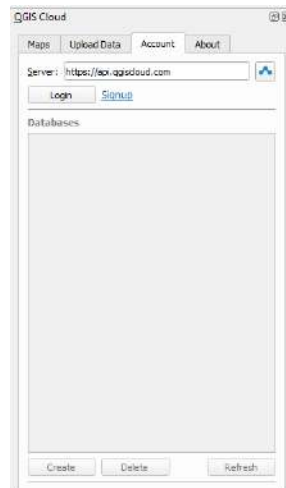 QGIS Cloud
Maps Upload Data Account About
Server: https://api.qgiscloud.com
Login Signup
Databases
Create Delete Refresh